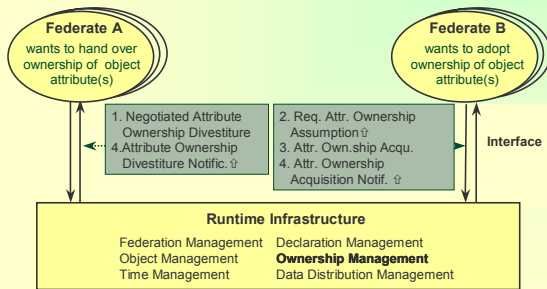 Federate A
wants to hand over
ownership of object
attribute(s)
Federate B
wants to adopt
ownership of object
attribute(s)
1. Negotiated Attribute
Ownership Divestiture
4.Attribute Ownership
Divestiture Notific. ⇧
2. Req. Attr. Ownership
Assumption⇧
3. Attr. Own.ship Acqu.
4. Attr. Ownership
Acquisition Notif. ⇧
Interface
Runtime Infrastructure
Federation Management Declaration Management
Object Management Ownership Management
Time Management Data Distribution Management